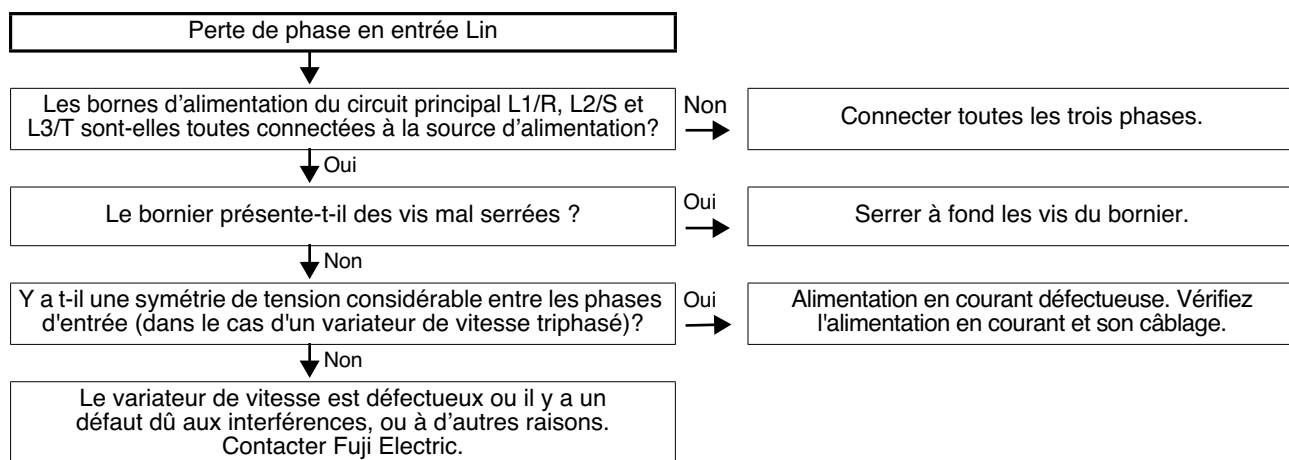 Perte de phase en entrée Lin
Les bornes d'alimentation du circuit principal L1/R, L2/S et
L3/T sont-elles toutes connectées à la source d'alimentation?
Non
Connecter toutes les trois phases.
Oui
Le bornier présente-t-il des vis mal serrées ?
Oui
Serrer à fond les vis du bornier.
Non
Y a t-il une symétrie de tension considérable entre les phases
d'entrée (dans le cas d'un variateur de vitesse triphasé)?
Oui
Alimentation en courant défectueuse. Vérifiez
l'alimentation en courant et son câblage.
Non
Le variateur de vitesse est défectueux ou il y a un
défaut dû aux interférences, ou à d'autres raisons.
Contacter Fuji Electric.